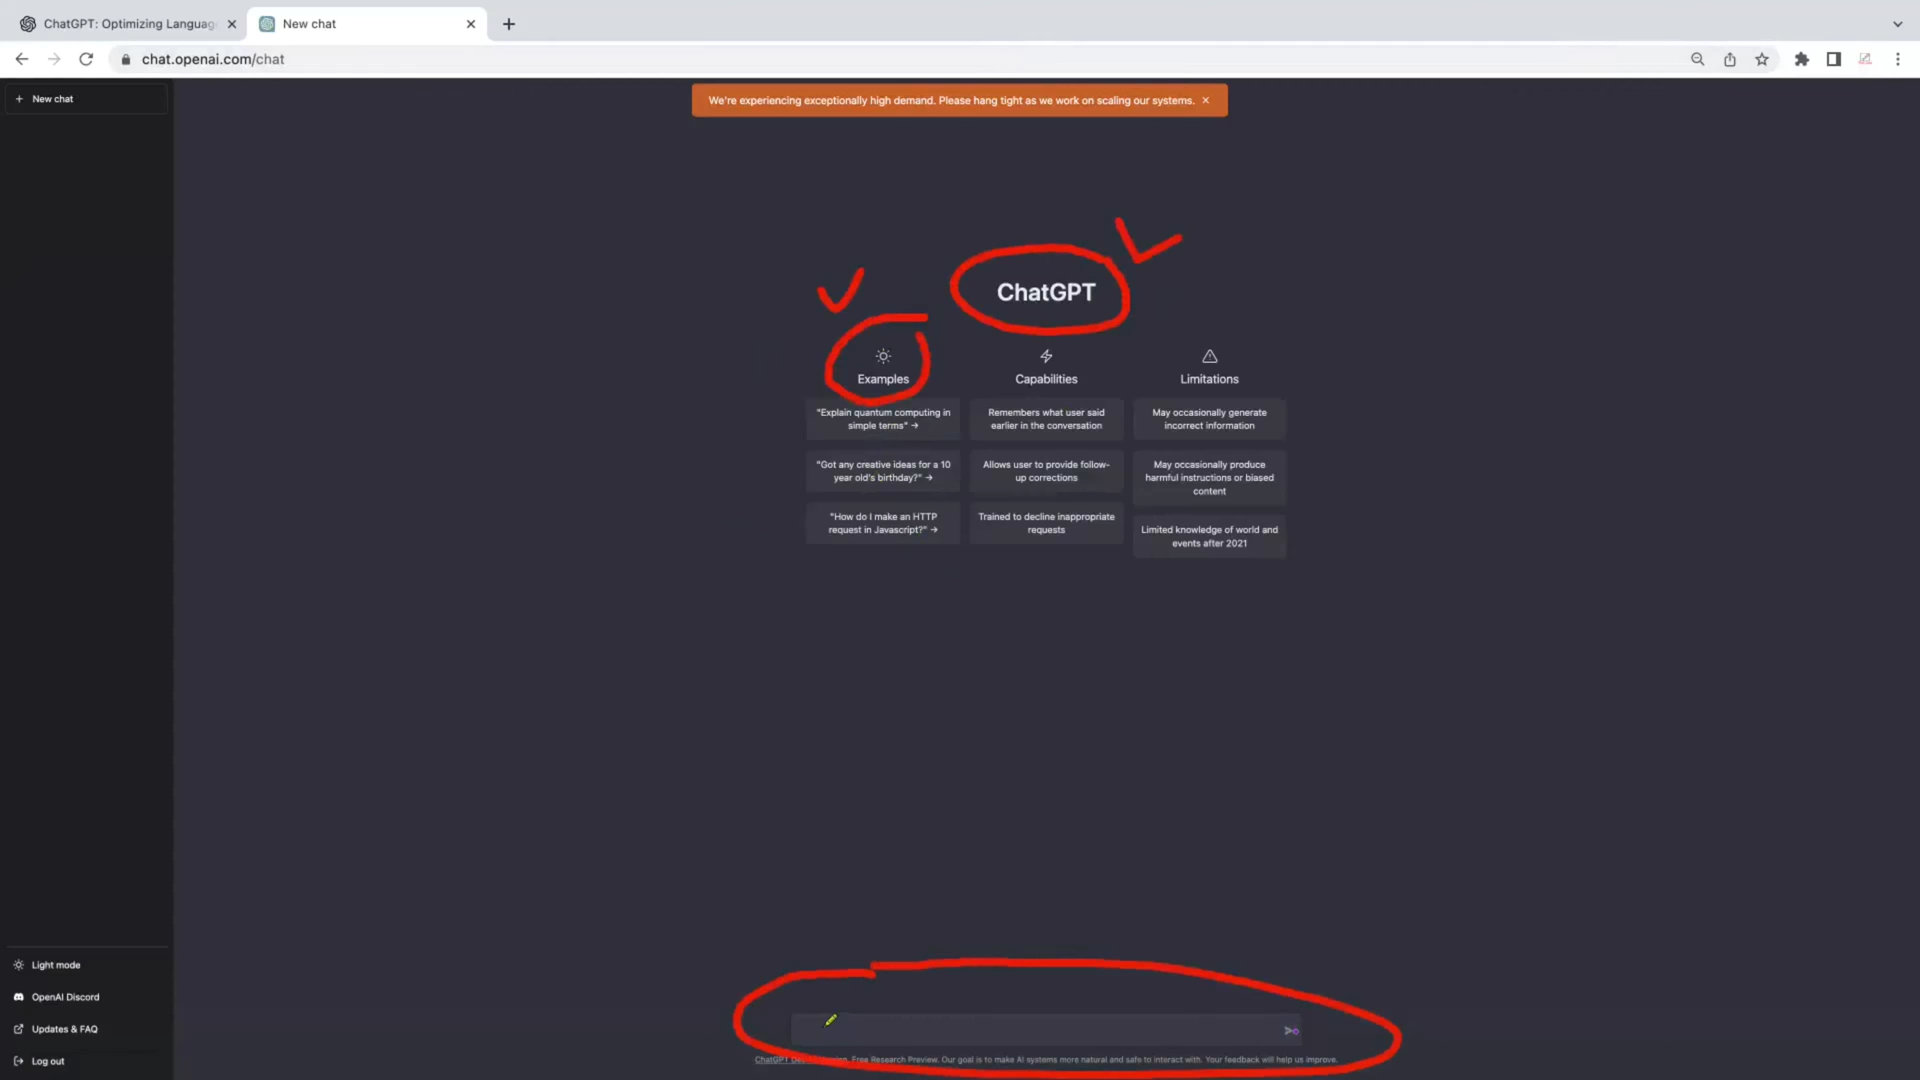 ChatGPT: Optimizing Languag
New chat
chat.openai.com/chat
New chat
We're experiencing exceptionally high demand. Please hang tight as we work on scaling our systems.
ChatGPT
Examples
"Explain quantum computing in
simple terms" →
"Got any creative ideas for a 10
year old's birthday?" →
"How do I make an HTTP
request in Javascript?" →
Capabilities
Remembers what user said
earlier in the conversation
Allows user to provide follow-
up corrections
Trained to decline inappropriate
requests
Limitations
May occasionally generate
incorrect information
May occasionally produce
harmful instructions or biased
content
Limited knowledge of world and
events after 2021
Light mode
OpenAI Discord
Updates & FAQ
Log out
ChatGPT Free Research Preview. Our goal is to make AI systems more natural and safe to interact with. Your feedback will help us improve.